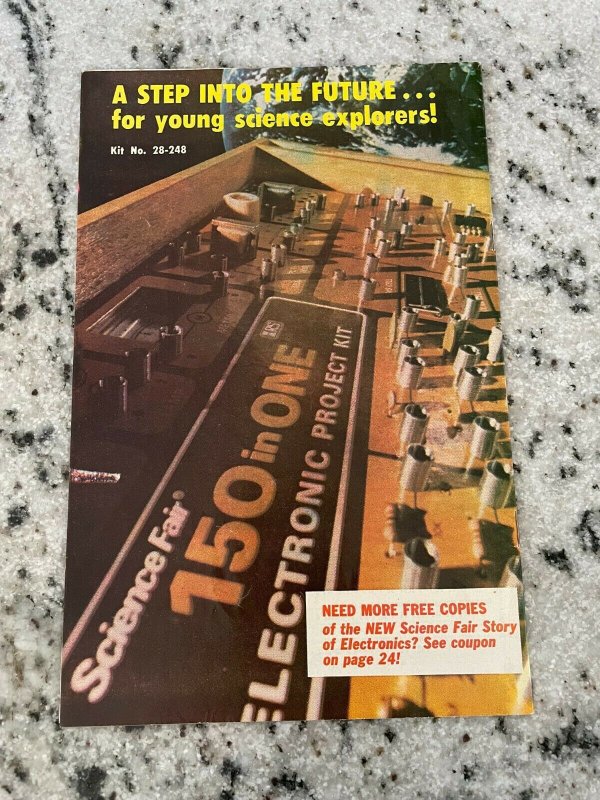 A STEP INTO THE FUTURE...
for young science explorers!
Kit No. 28-248
Science Fair®
150 in ONE
ELECTRONIC PROJECT KIT
NEED MORE FREE COPIES
of the NEW Science Fair Story
of Electronics? See coupon
on page 24!